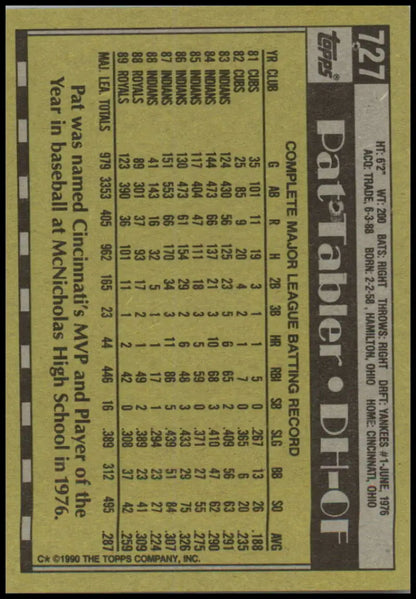 727
Topps®
HT: 6'2" WT: 200 BATS: RIGHT THROWS: RIGHT DRFT: YANKEES #1-JUNE, 1976
ACQ: TRADE, 6-3-88 BORN: 2-2-58, HAMILTON, OHIO HOME: CINCINNATI, OHIO
Pat Tabler • DH-OF
COMPLETE MAJOR LEAGUE BATTING RECORD
YR CLUB G AB R H 2B 3B HR RBI SB SLG BB SO AVG
81 CUBS 35 101 11 19 3 1 1 5 0 .267 13 26 .188
82 CUBS 25 85 9 20 4 2 1 7 0 .365 6 20 .235
83 INDIANS 124 430 56 125 23 5 6 65 2 .409 56 63 .291
84 INDIANS 144 473 66 137 21 3 10 68 3 .410 47 62 .290
85 INDIANS 117 404 47 111 18 3 5 59 0 .371 27 55 .275
86 INDIANS 130 473 61 154 29 2 6 48 3 .433 29 75 .326
87 INDIANS 151 553 66 170 34 3 11 86 5 .439 51 84 .307
88 INDIANS 41 143 16 32 5 1 1 17 1 .294 23 27 .224
88 ROYALS 89 301 37 93 17 2 1 49 2 .389 23 41 .309
89 ROYALS 123 390 36 101 11 1 2 42 0 .308 37 42 .259
MAJ. LEA. TOTALS 979 3353 405 962 165 23 44 446 16 .389 312 495 .287
Pat was named Cincinnati's MVP and Player of the
Year in baseball at McNicholas High School in 1976.
C* ©1990 THE TOPPS COMPANY, INC.